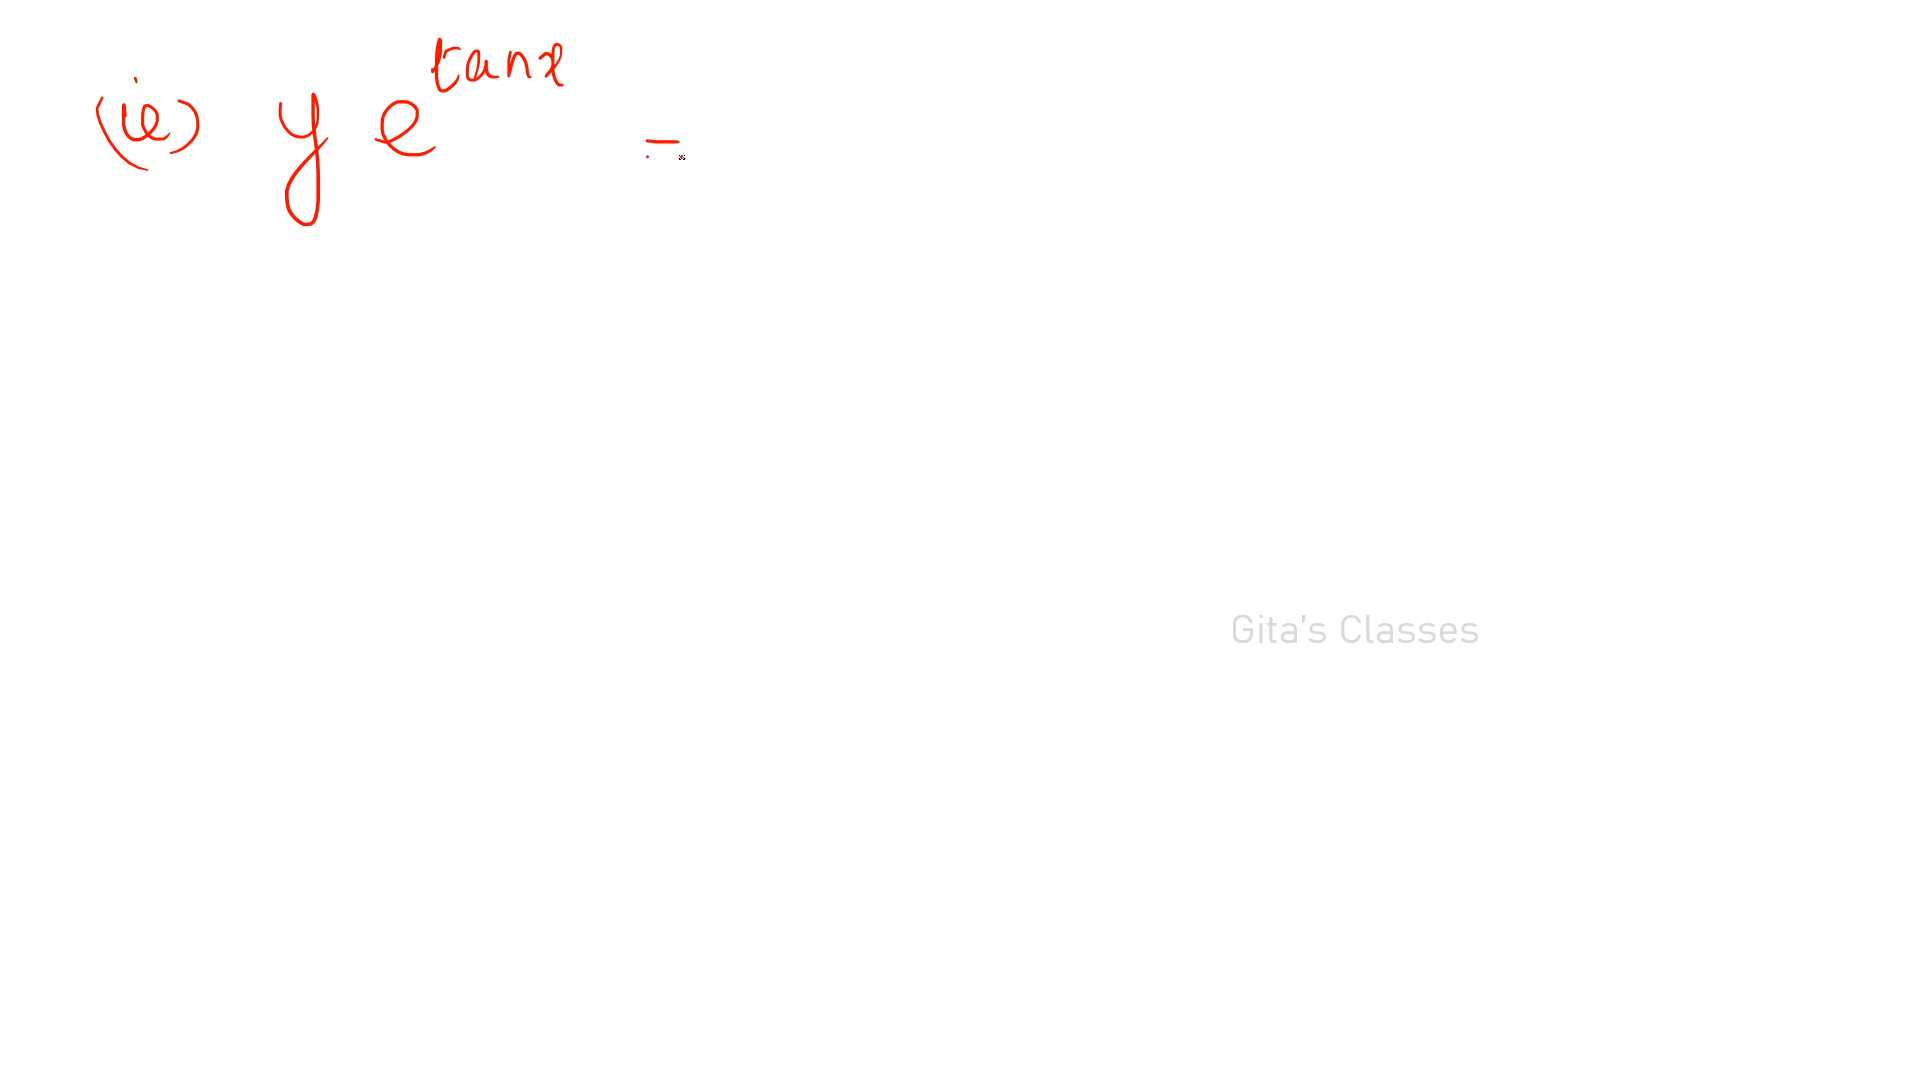 (ie) y e^tanx =
Gita's Classes